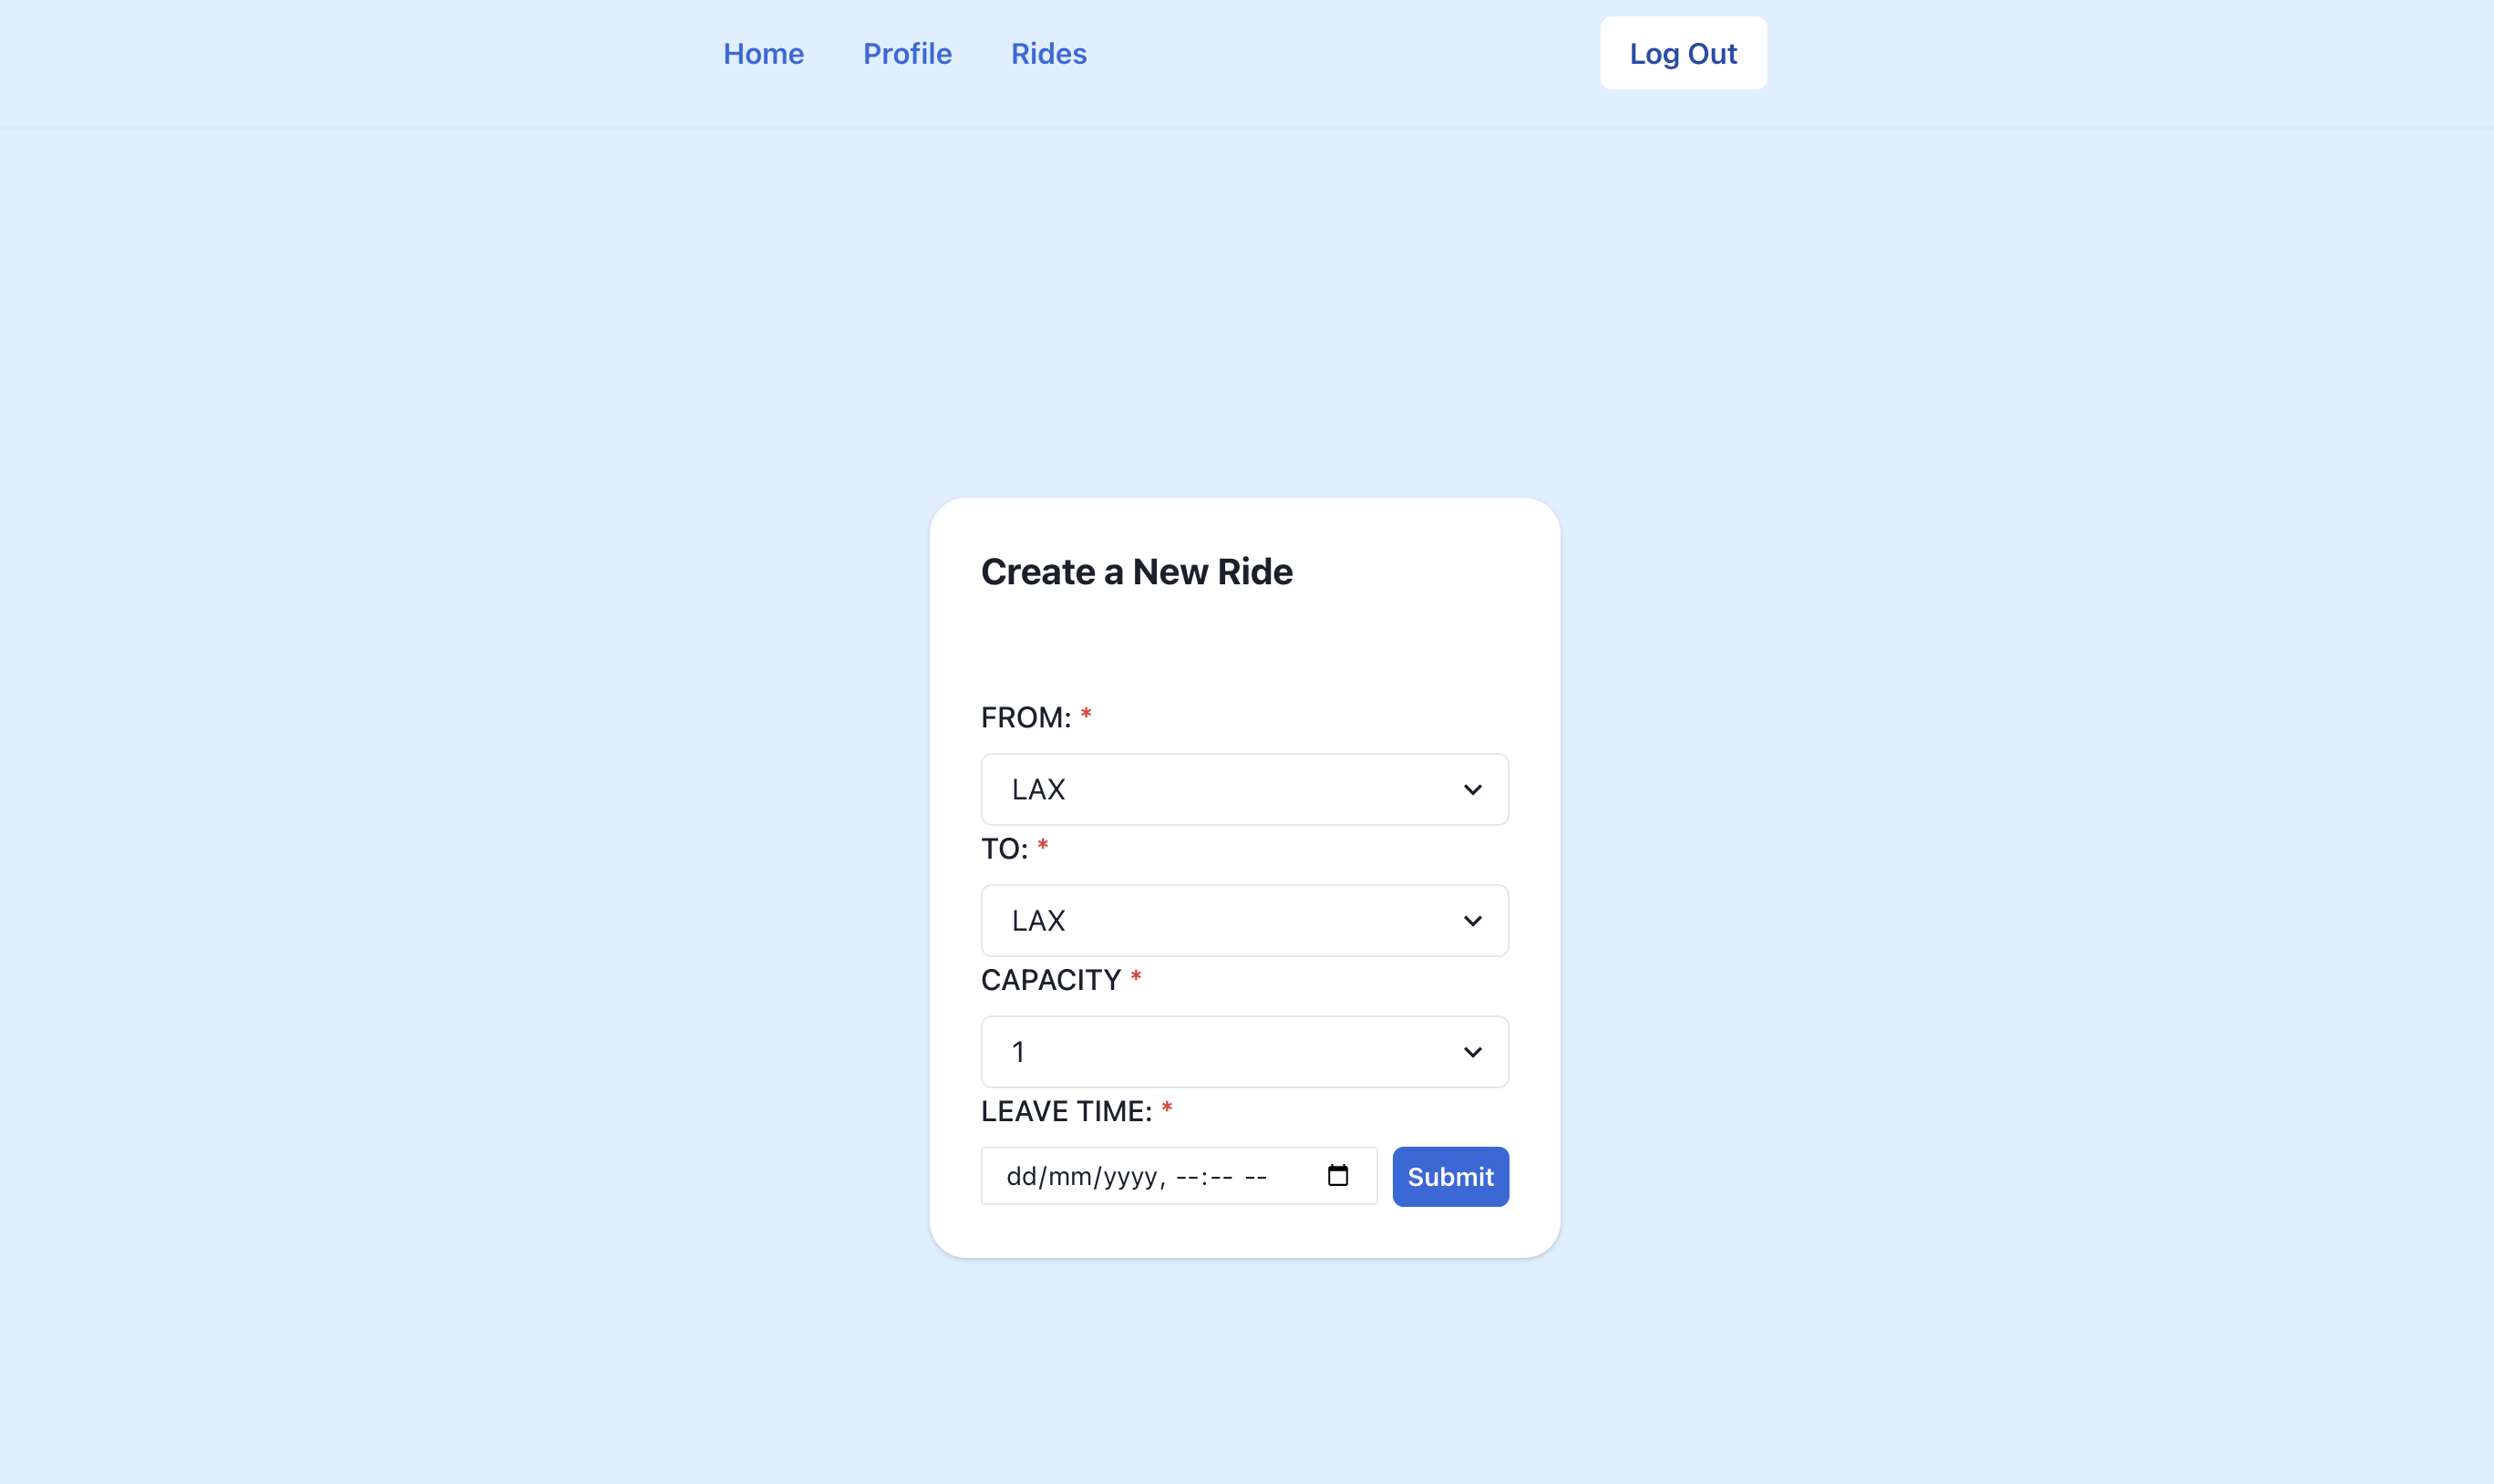 Home Profile Rides Log Out
Create a New Ride
FROM: *
LAX
TO: *
LAX
CAPACITY *
1
LEAVE TIME: *
dd/mm/yyyy, --:-- -- Submit